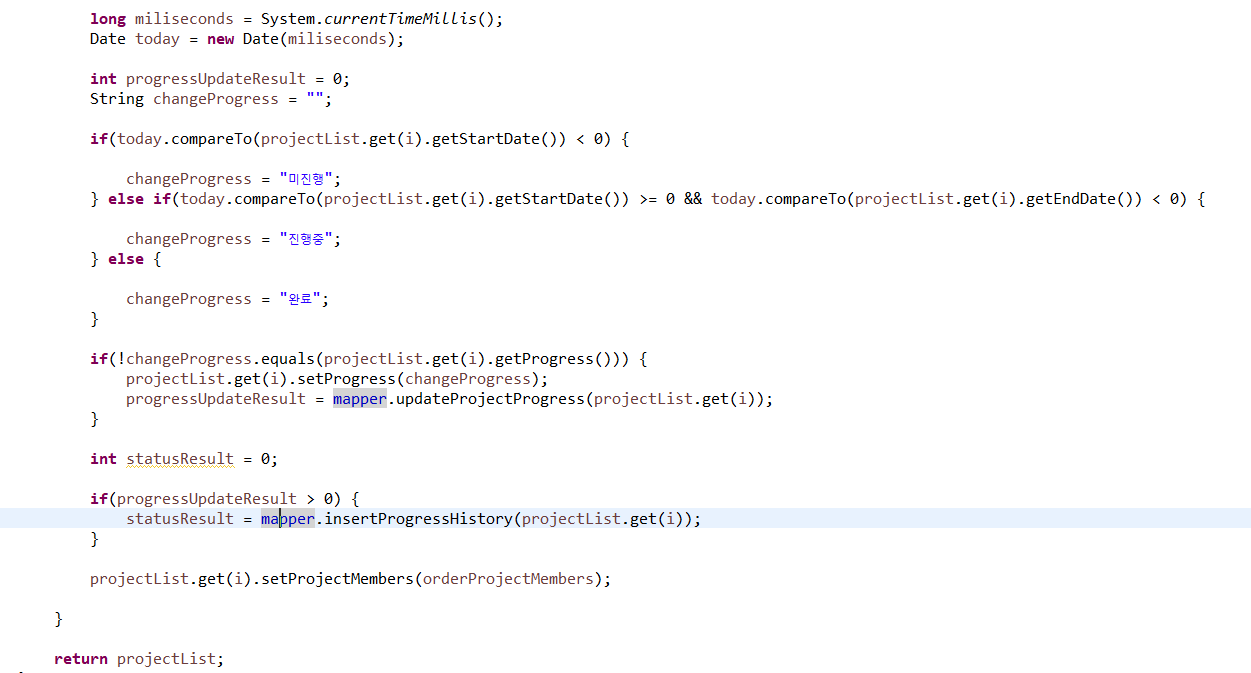 long miliseconds = System.currentTimeMillis();
Date today = new Date(miliseconds);
int progressUpdateResult = 0;
String changeProgress = "";
if(today.compareTo(projectList.get(i).getStartDate()) < 0) {
changeProgress = "미진행";
} else if(today.compareTo(projectList.get(i).getStartDate()) >= 0 && today.compareTo(projectList.get(i).getEndDate()) < 0) {
changeProgress = "진행중";
} else {
changeProgress = "완료";
}
if(!changeProgress.equals(projectList.get(i).getProgress())) {
projectList.get(i).setProgress(changeProgress);
progressUpdateResult = mapper.updateProjectProgress(projectList.get(i));
}
int statusResult = 0;
if(progressUpdateResult > 0) {
statusResult = mapper.insertProgressHistory(projectList.get(i));
}
projectList.get(i).setProjectMembers(orderProjectMembers);
}
return projectList;